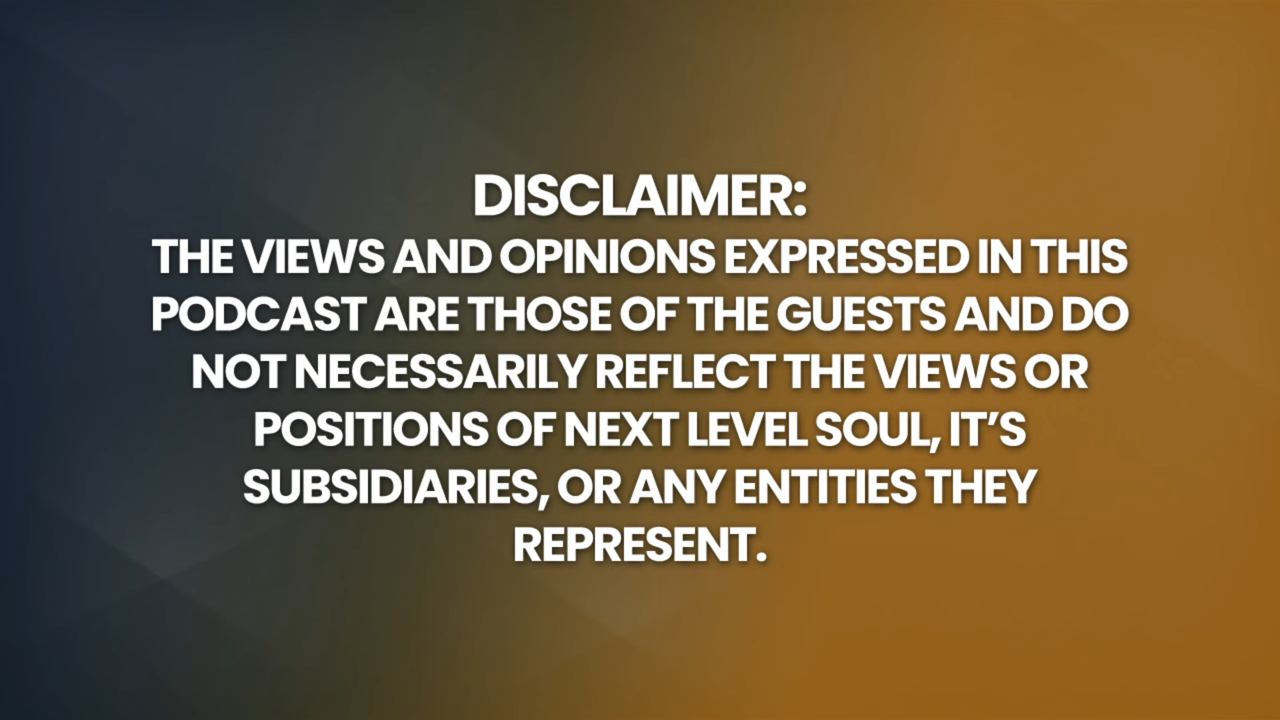 DISCLAIMER:
THE VIEWS AND OPINIONS EXPRESSED IN THIS
PODCAST ARE THOSE OF THE GUESTS AND DO
NOT NECESSARILY REFLECT THE VIEWS OR
POSITIONS OF NEXT LEVEL SOUL, IT’S
SUBSIDIARIES, OR ANY ENTITIES THEY
REPRESENT.